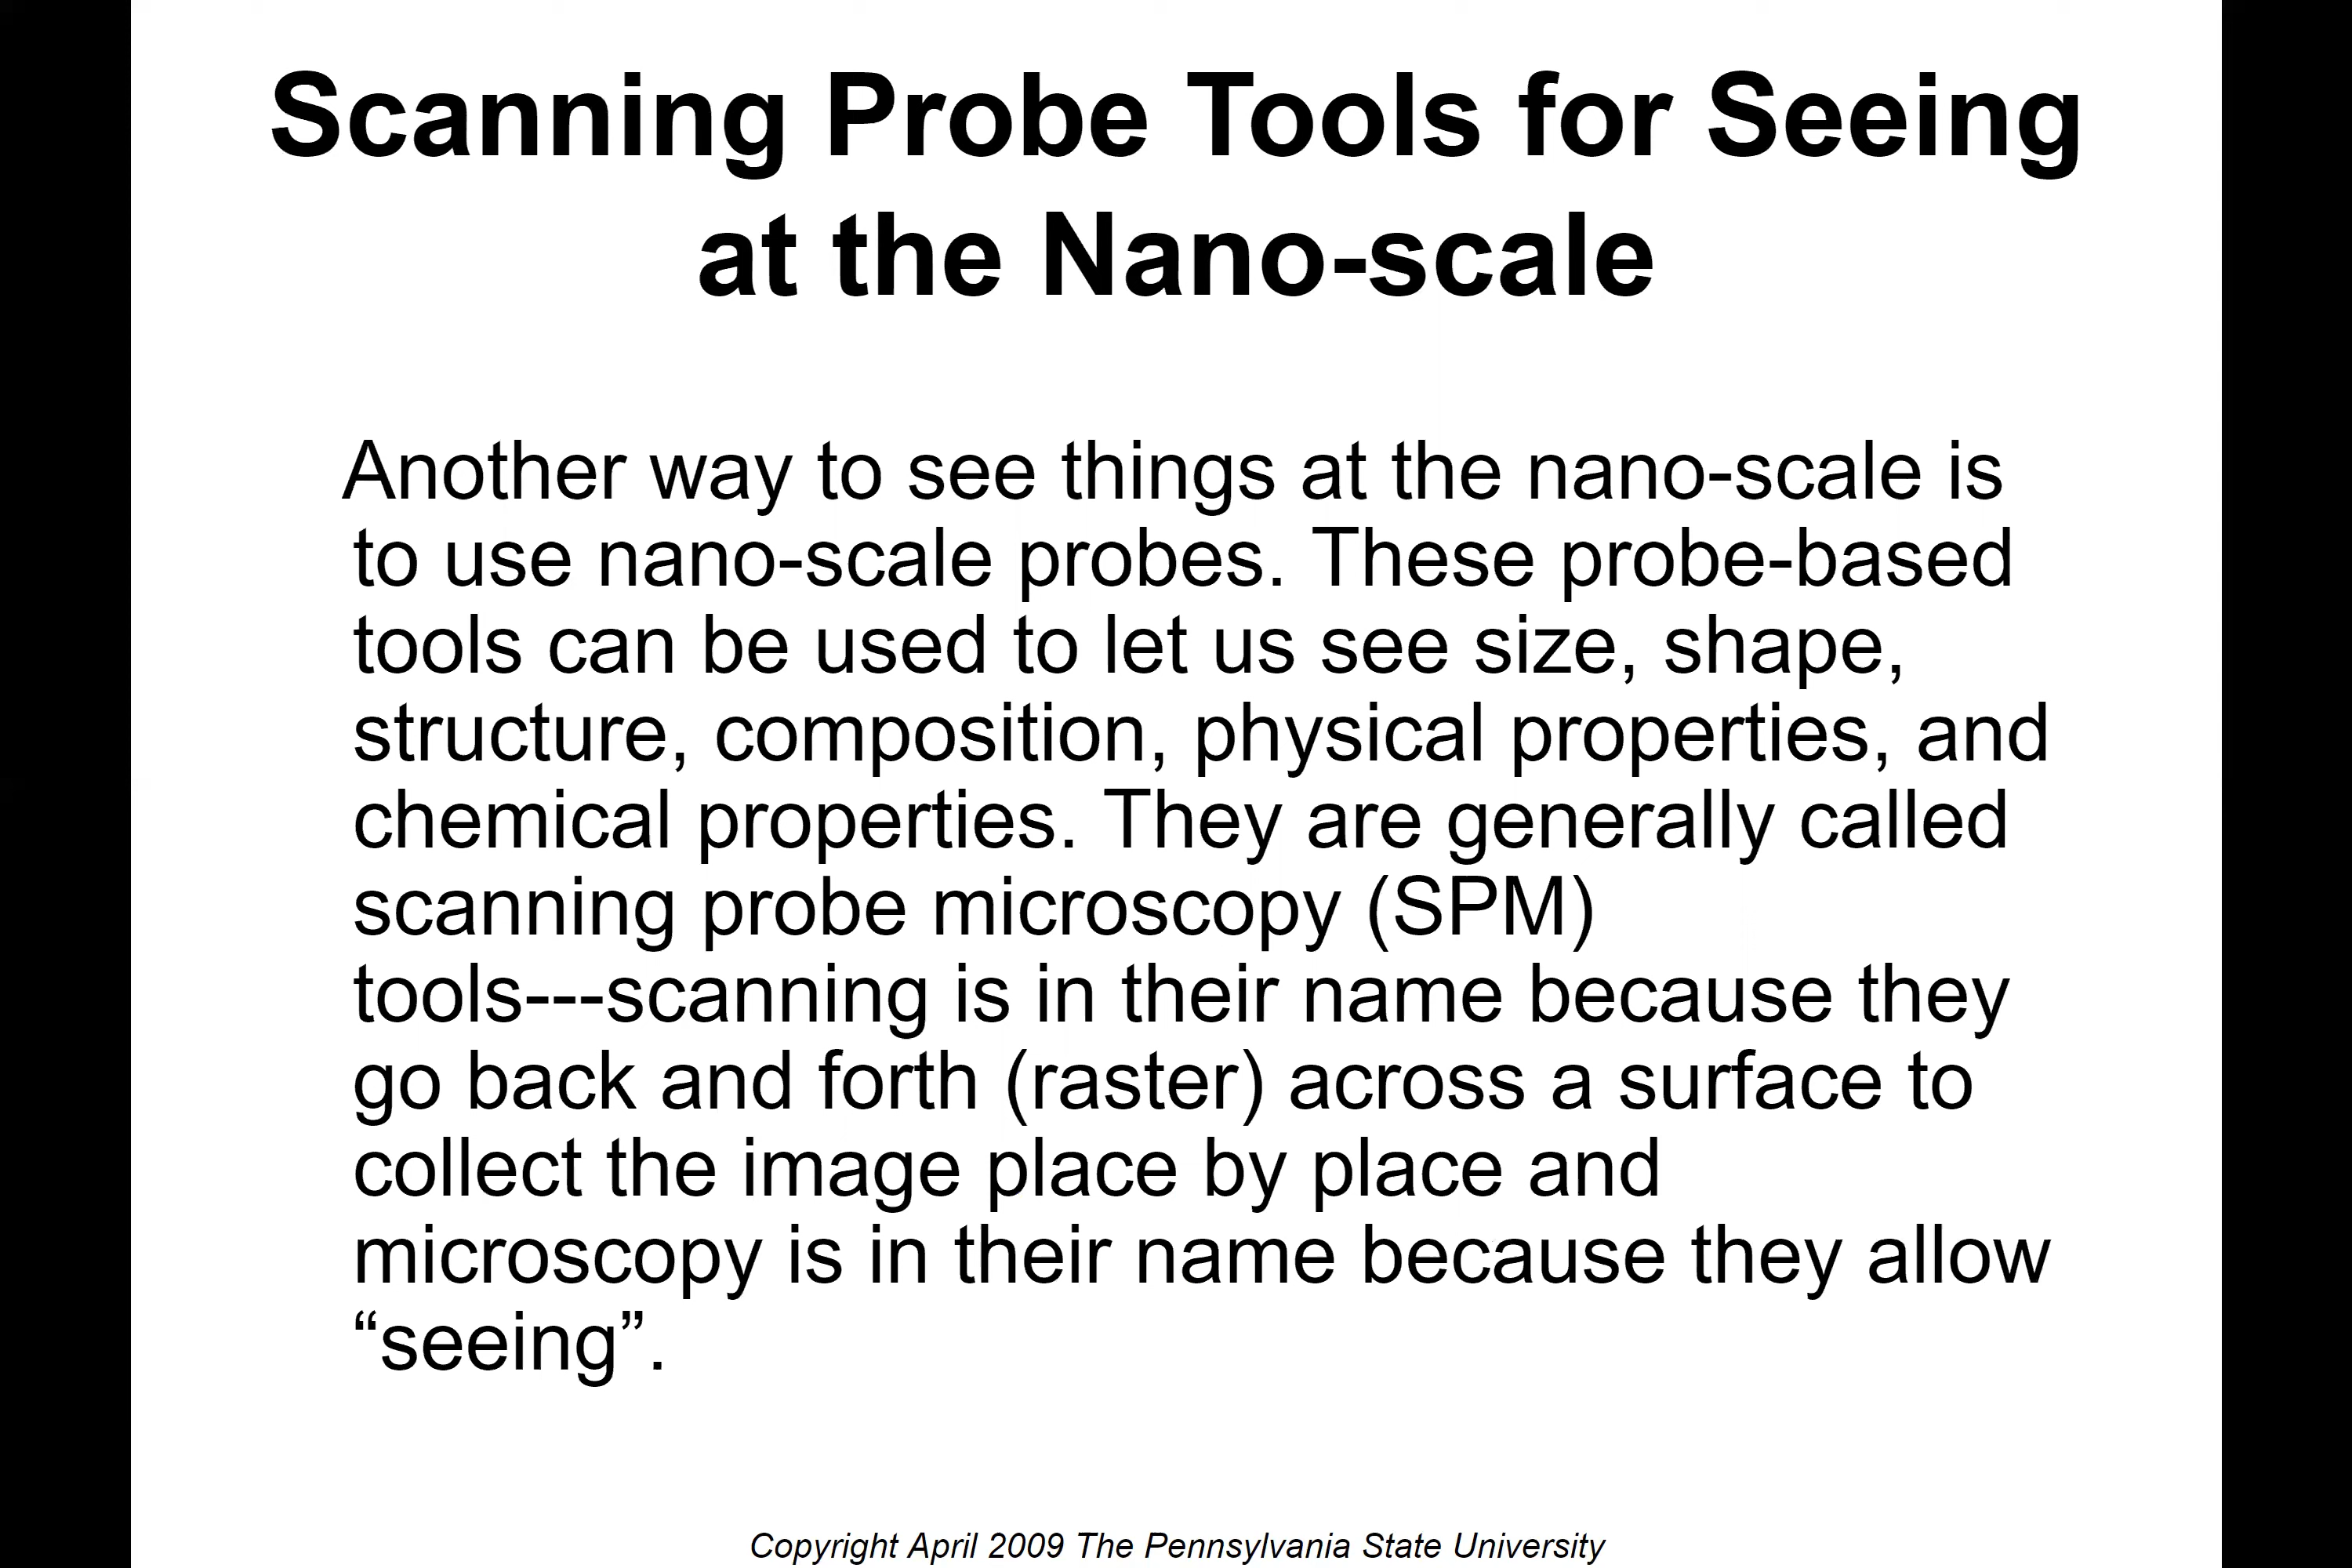 Scanning Probe Tools for Seeing
at the Nano-scale
Another way to see things at the nano-scale is
to use nano-scale probes. These probe-based
tools can be used to let us see size, shape,
structure, composition, physical properties, and
chemical properties. They are generally called
scanning probe microscopy (SPM)
tools---scanning is in their name because they
go back and forth (raster) across a surface to
collect the image place by place and
microscopy is in their name because they allow
“seeing”.
Copyright April 2009 The Pennsylvania State University